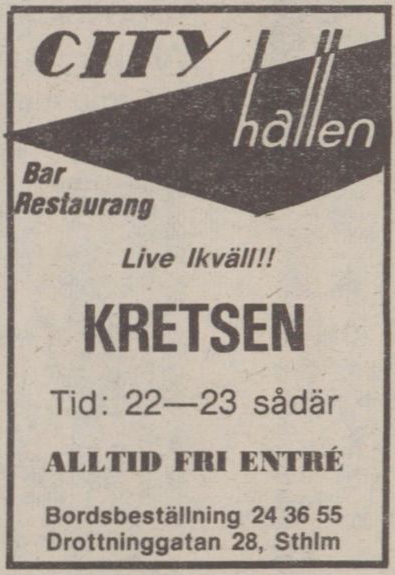 CITY
hallen
Bar
Restaurang
Live Ikväll!!
KRETSEN
Tid: 22—23 sådär
ALLTID FRI ENTRÉ
Bordsbeställning 24 36 55
Drottninggatan 28, Sthlm